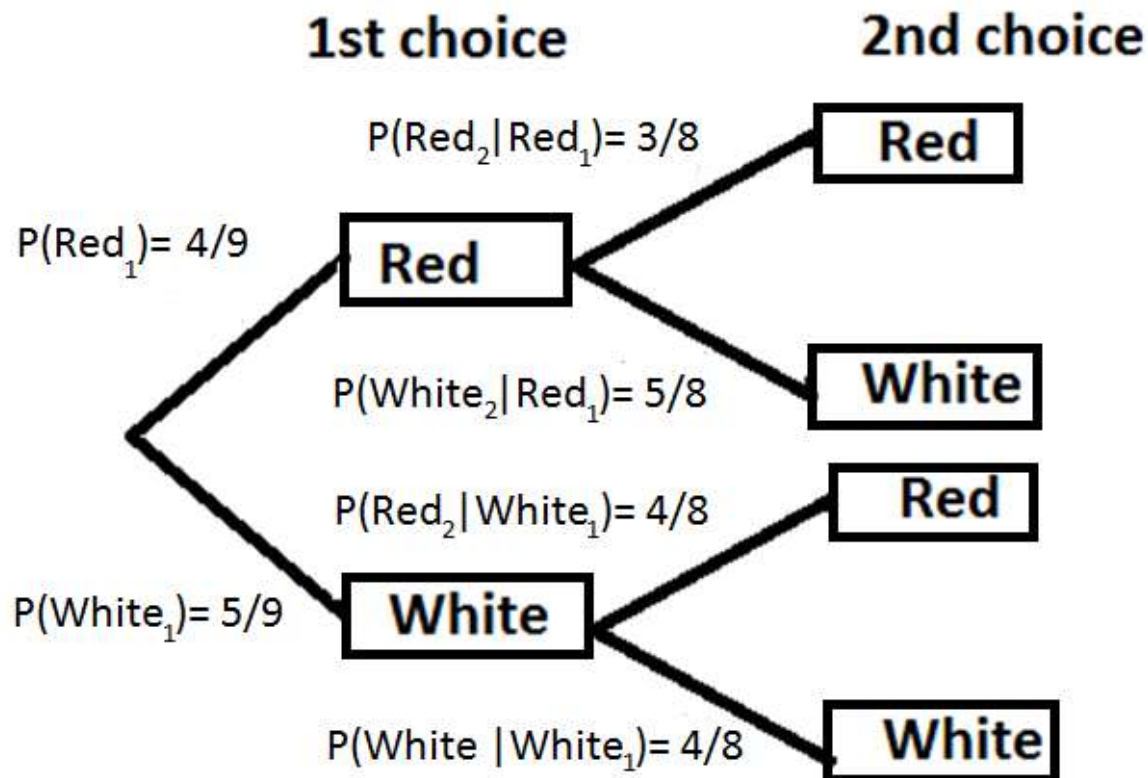 1st choice 2nd choice
P(Red₂|Red₁)= 3/8
Red
P(Red₁)= 4/9
Red
P(White₂|Red₁)= 5/8
White
P(Red₂|White₁)= 4/8
Red
P(White₁)= 5/9
White
P(White |White₁)= 4/8
White